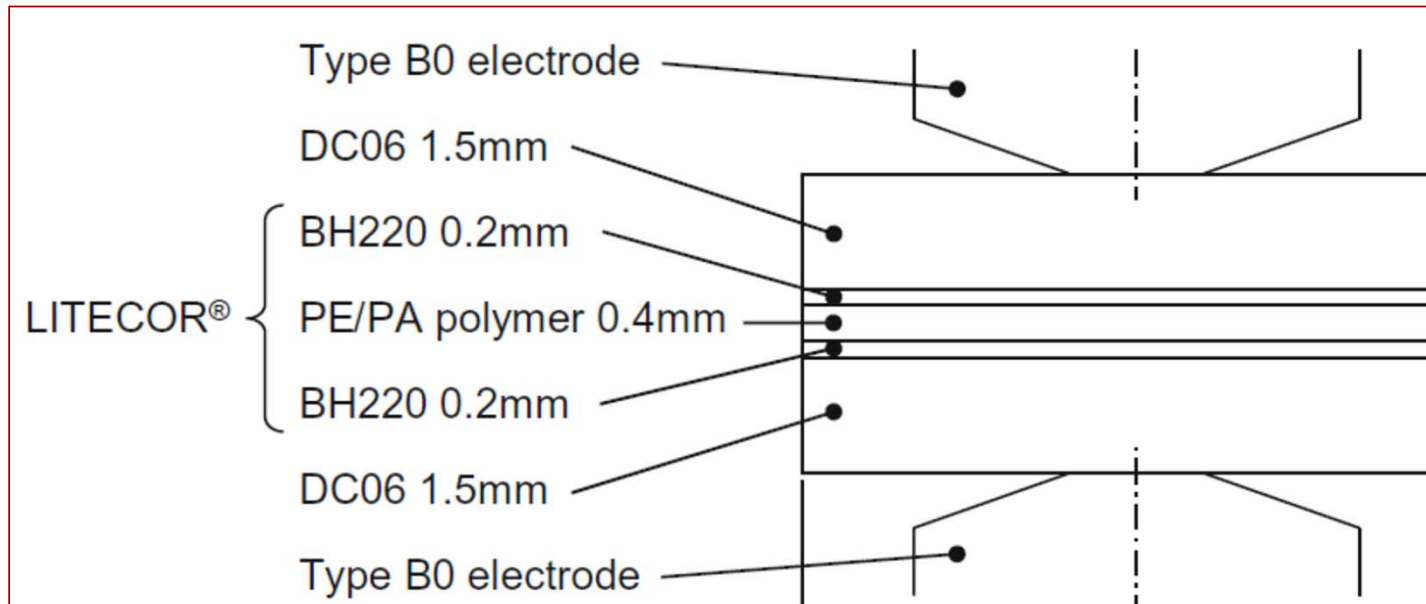 Type B0 electrode
DC06 1.5mm
BH220 0.2mm
LITECOR® PE/PA polymer 0.4mm
BH220 0.2mm
DC06 1.5mm
Type B0 electrode